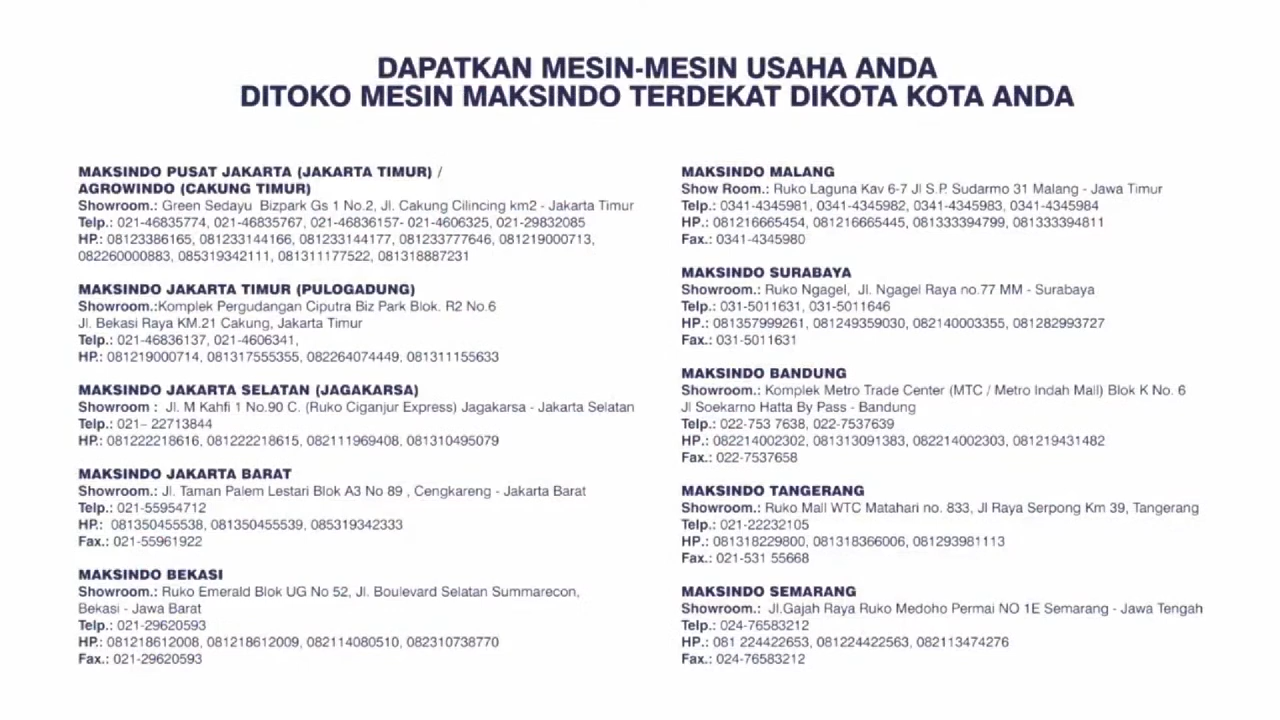 DAPATKAN MESIN-MESIN USAHA ANDA
DITOKO MESIN MAKSINDO TERDEKAT DIKOTA KOTA ANDA
MAKSINDO PUSAT JAKARTA (JAKARTA TIMUR) /
AGROWINDO (CAKUNG TIMUR)
Showroom.: Green Sedayu Bizpark Gs 1 No.2, Jl. Cakung Cilincing km2 - Jakarta Timur
Telp.: 021-46835774, 021-46835767, 021-46836157- 021-4606325, 021-29832085
HP.: 08123386165, 081233144166, 081233144177, 081233777646, 081219000713,
082260000883, 085319342111, 081311177522, 081318887231
MAKSINDO JAKARTA TIMUR (PULOGADUNG)
Showroom.:Komplek Pergudangan Ciputra Biz Park Blok. R2 No.6
Jl. Bekasi Raya KM.21 Cakung, Jakarta Timur
Telp.: 021-46836137, 021-4606341,
HP.: 081219000714, 081317555355, 082264074449, 081311155633
MAKSINDO JAKARTA SELATAN (JAGAKARSA)
Showroom : Jl. M Kahfi 1 No.90 C. (Ruko Ciganjur Express) Jagakarsa - Jakarta Selatan
Telp.: 021– 22713844
HP.: 081222218616, 081222218615, 082111969408, 081310495079
MAKSINDO JAKARTA BARAT
Showroom.: Jl. Taman Palem Lestari Blok A3 No 89 , Cengkareng - Jakarta Barat
Telp.: 021-55954712
HP.: 081350455538, 081350455539, 085319342333
Fax.: 021-55961922
MAKSINDO BEKASI
Showroom.: Ruko Emerald Blok UG No 52, Jl. Boulevard Selatan Summarecon,
Bekasi - Jawa Barat
Telp.: 021-29620593
HP.: 081218612008, 081218612009, 082114080510, 082310738770
Fax.: 021-29620593
MAKSINDO MALANG
Show Room.: Ruko Laguna Kav 6-7 Jl S.P. Sudarmo 31 Malang - Jawa Timur
Telp.: 0341-4345981, 0341-4345982, 0341-4345983, 0341-4345984
HP.: 081216665454, 081216665445, 081333394799, 081333394811
Fax.: 0341-4345980
MAKSINDO SURABAYA
Showroom.: Ruko Ngagel, Jl. Ngagel Raya no.77 MM - Surabaya
Telp.: 031-5011631, 031-5011646
HP.: 081357999261, 081249359030, 082140003355, 081282993727
Fax.: 031-5011631
MAKSINDO BANDUNG
Showroom.: Komplek Metro Trade Center (MTC / Metro Indah Mall) Blok K No. 6
Jl Soekarno Hatta By Pass - Bandung
Telp.: 022-753 7638, 022-7537639
HP.: 082214002302, 081313091383, 082214002303, 081219431482
Fax.: 022-7537658
MAKSINDO TANGERANG
Showroom.: Ruko Mall WTC Matahari no. 833, Jl Raya Serpong Km 39, Tangerang
Telp.: 021-22232105
HP.: 081318229800, 081318366006, 081293981113
Fax.: 021-531 55668
MAKSINDO SEMARANG
Showroom.: Jl.Gajah Raya Ruko Medoho Permai NO 1E Semarang - Jawa Tengah
Telp.: 024-76583212
HP.: 081 224422653, 081224422563, 082113474276
Fax.: 024-76583212